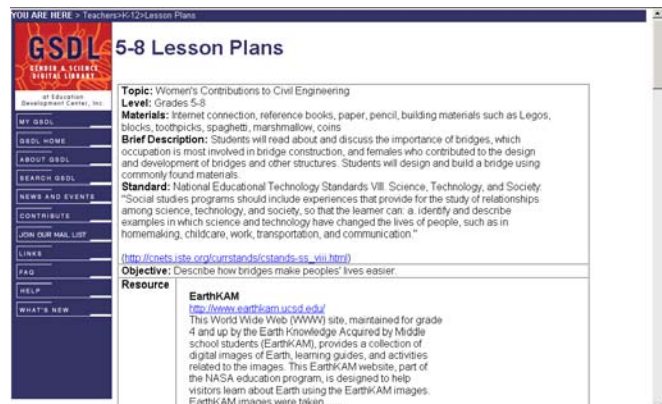 YOU ARE HERE > Teachers>K-12>Lesson Plans
GSDL
GENDER & SCIENCE
DIGITAL LIBRARY
at Education
Development Center, Inc
MY GSDL
GSDL HOME
ABOUT GSDL
SEARCH GSDL
NEWS AND EVENTS
CONTRIBUTE
JOIN OUR MAIL LIST
LINKS
FAQ
HELP
WHAT'S NEW
5-8 Lesson Plans
Topic: Women's Contributions to Civil Engineering
Level: Grades 5-8
Materials: Internet connection, reference books, paper, pencil, building materials such as Legos,
blocks, toothpicks, spaghetti, marshmallow, coins
Brief Description: Students will read about and discuss the importance of bridges, which
occupation is most involved in bridge construction, and females who contributed to the design
and development of bridges and other structures. Students will design and build a bridge using
commonly found materials.
Standard: National Educational Technology Standards VIII. Science, Technology, and Society:
"Social studies programs should include experiences that provide for the study of relationships
among science, technology, and society, so that the learner can: a. identify and describe
examples in which science and technology have changed the lives of people, such as in
homemaking, childcare, work, transportation, and communication."
(http://cnets.iste.org/currstands/cstands-ss_viii.html)
Objective: Describe how bridges make peoples' lives easier.
Resource
EarthKAM
http://www.earthkam.ucsd.edu/
This World Wide Web (WWW) site, maintained for grade
4 and up by the Earth Knowledge Acquired by Middle
school students (EarthKAM), provides a collection of
digital images of Earth, learning guides, and activities
related to the images. This EarthKAM website, part of
the NASA education program, is designed to help
visitors learn about Earth using the EarthKAM images.
EarthKAM images were taken